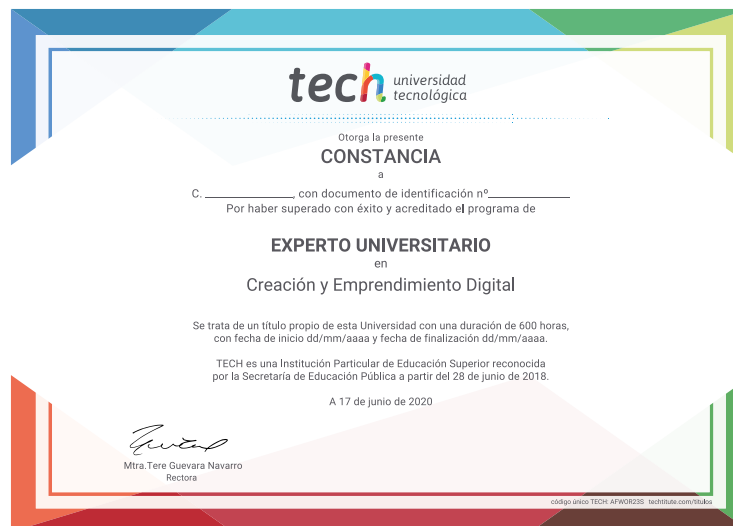 tech universidad
tecnológica
Otorga la presente
CONSTANCIA
a
C. ________________, con documento de identificación nº______________
Por haber superado con éxito y acreditado el programa de
EXPERTO UNIVERSITARIO
en
Creación y Emprendimiento Digital
Se trata de un título propio de esta Universidad con una duración de 600 horas,
con fecha de inicio dd/mm/aaaa y fecha de finalización dd/mm/aaaa.
TECH es una Institución Particular de Educación Superior reconocida
por la Secretaría de Educación Pública a partir del 28 de junio de 2018.
A 17 de junio de 2020
Mtra.Tere Guevara Navarro
Rectora
código único TECH: AFWOR23S techtitute.com/titulos